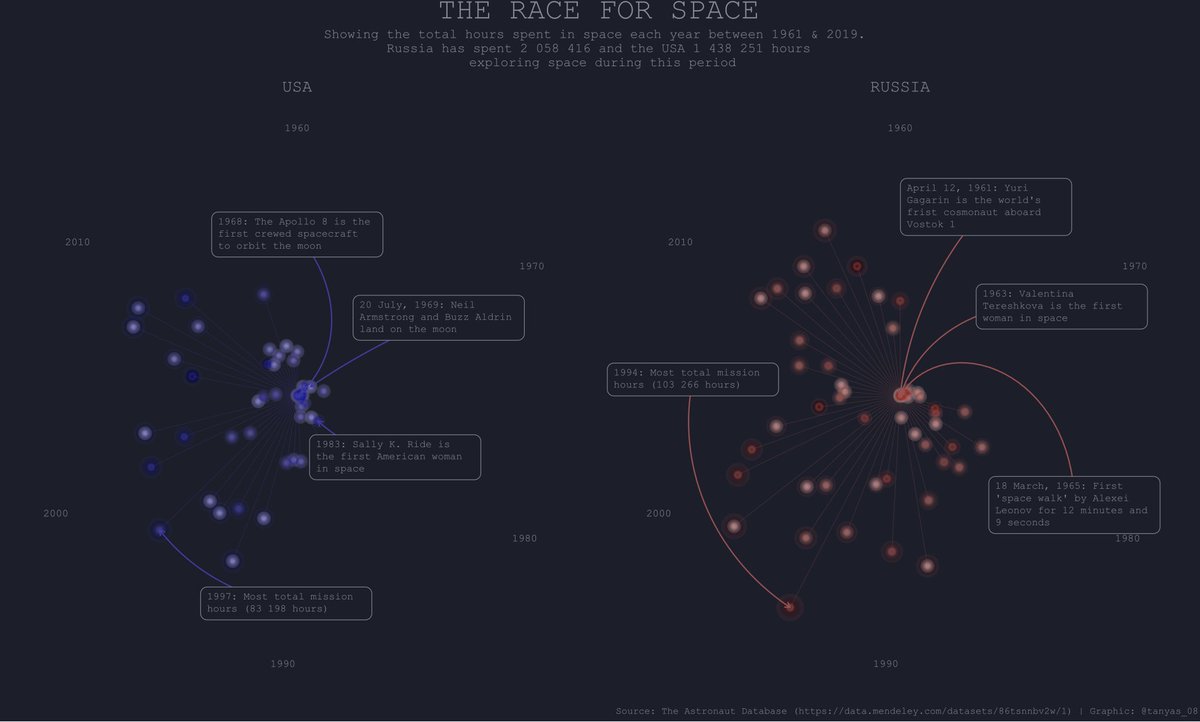 THE RACE FOR SPACE
Showing the total hours spent in space each year between 1961 & 2019.
Russia has spent 2 058 416 and the USA 1 438 251 hours
exploring space during this period
USA
1960
1968: The Apollo 8 is the
first crewed spacecraft
to orbit the moon
2010
1970
20 July, 1969: Neil
Armstrong and Buzz Aldrin
land on the moon
1983: Sally K. Ride is
the first American woman
in space
2000
1980
1997: Most total mission
hours (83 198 hours)
1990
RUSSIA
1960
April 12, 1961: Yuri
Gagarin is the world's
frist cosmonaut aboard
Vostok 1
2010
1970
1963: Valentina
Tereshkova is the first
woman in space
1994: Most total mission
hours (103 266 hours)
18 March, 1965: First
'space walk' by Alexei
Leonov for 12 minutes and
9 seconds
2000
1980
1990
Source: The Astronaut Database (https://data.mendeley.com/datasets/86tsnnbv2w/1) | Graphic: @tanyas_08